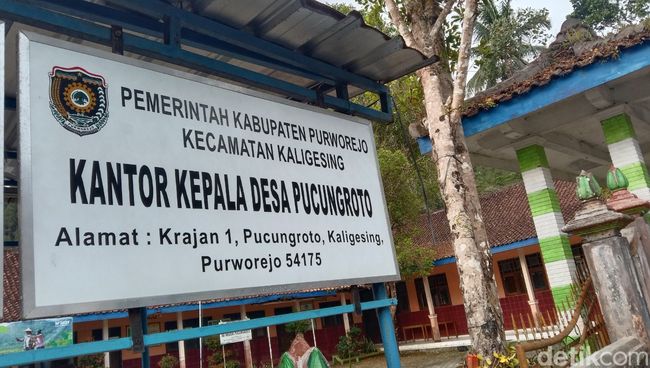 PEMERINTAH KABUPATEN PURWOREJO
KECAMATAN KALIGESING
KANTOR KEPALA DESA PUCUNGROTO
Alamat : Krajan 1, Pucungroto, Kaligesing,
Purworejo 54175
detikcom